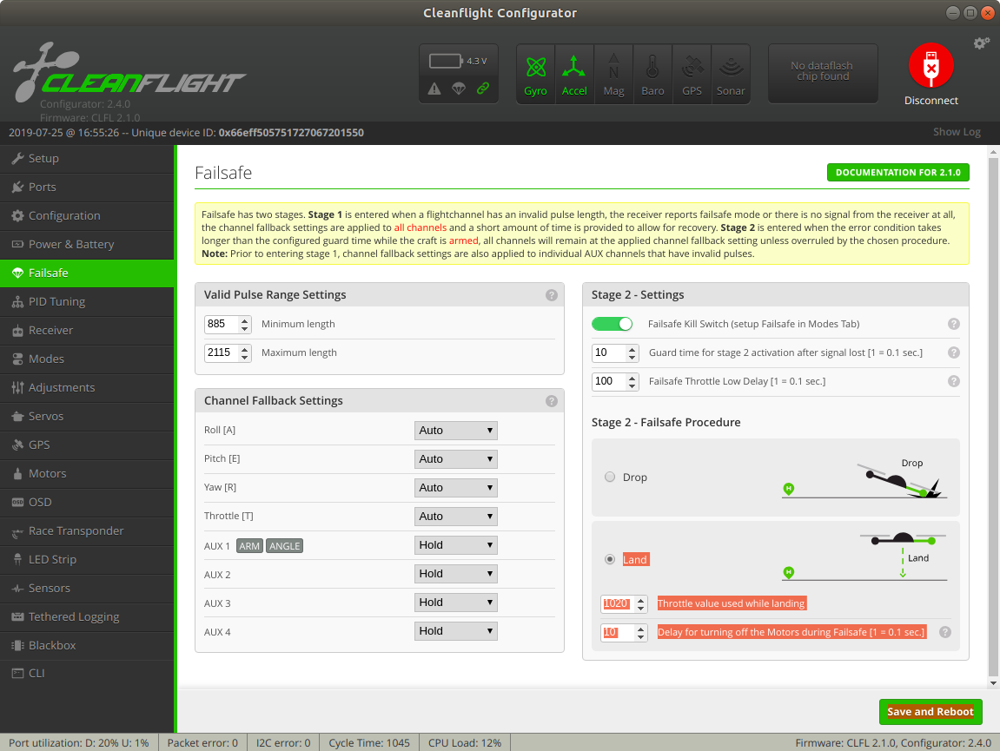 Cleanflight Configurator
CLEANFLIGHT
Configurator: 2.4.0
Firmware: CLFL 2.1.0
4.3 V
Gyro
Accel
N
Mag
Baro
GPS
Sonar
No dataflash
chip found
Disconnect
2019-07-25 @ 16:55:26 -- Unique device ID: 0x66eff505751727067201550
Show Log
Setup
Ports
Configuration
Power & Battery
Failsafe
PID Tuning
Receiver
Modes
Adjustments
Servos
GPS
Motors
OSD OSD
Race Transponder
LED Strip
Sensors
Tethered Logging
Blackbox
CLI
Failsafe
DOCUMENTATION FOR 2.1.0
Failsafe has two stages. Stage 1 is entered when a flightchannel has an invalid pulse length, the receiver reports failsafe mode or there is no signal from the receiver at all,
the channel fallback settings are applied to all channels and a short amount of time is provided to allow for recovery. Stage 2 is entered when the error condition takes
longer than the configured guard time while the craft is armed, all channels will remain at the applied channel fallback setting unless overruled by the chosen procedure.
Note: Prior to entering stage 1, channel fallback settings are also applied to individual AUX channels that have invalid pulses.
Valid Pulse Range Settings ?
885 Minimum length
2115 Maximum length
Channel Fallback Settings ?
Roll [A] Auto
Pitch [E] Auto
Yaw [R] Auto
Throttle [T] Auto
AUX 1 ARM ANGLE Hold
AUX 2 Hold
AUX 3 Hold
AUX 4 Hold
Stage 2 - Settings
Failsafe Kill Switch (setup Failsafe in Modes Tab) ?
10 Guard time for stage 2 activation after signal lost [1 = 0.1 sec.] ?
100 Failsafe Throttle Low Delay [1 = 0.1 sec.] ?
Stage 2 - Failsafe Procedure
Drop
Drop
H
Land
Land
H
1020 Throttle value used while landing
10 Delay for turning off the Motors during Failsafe [1 = 0.1 sec.] ?
Save and Reboot
Port utilization: D: 20% U: 1%
Packet error: 0
I2C error: 0
Cycle Time: 1045
CPU Load: 12%
Firmware: CLFL 2.1.0, Configurator: 2.4.0